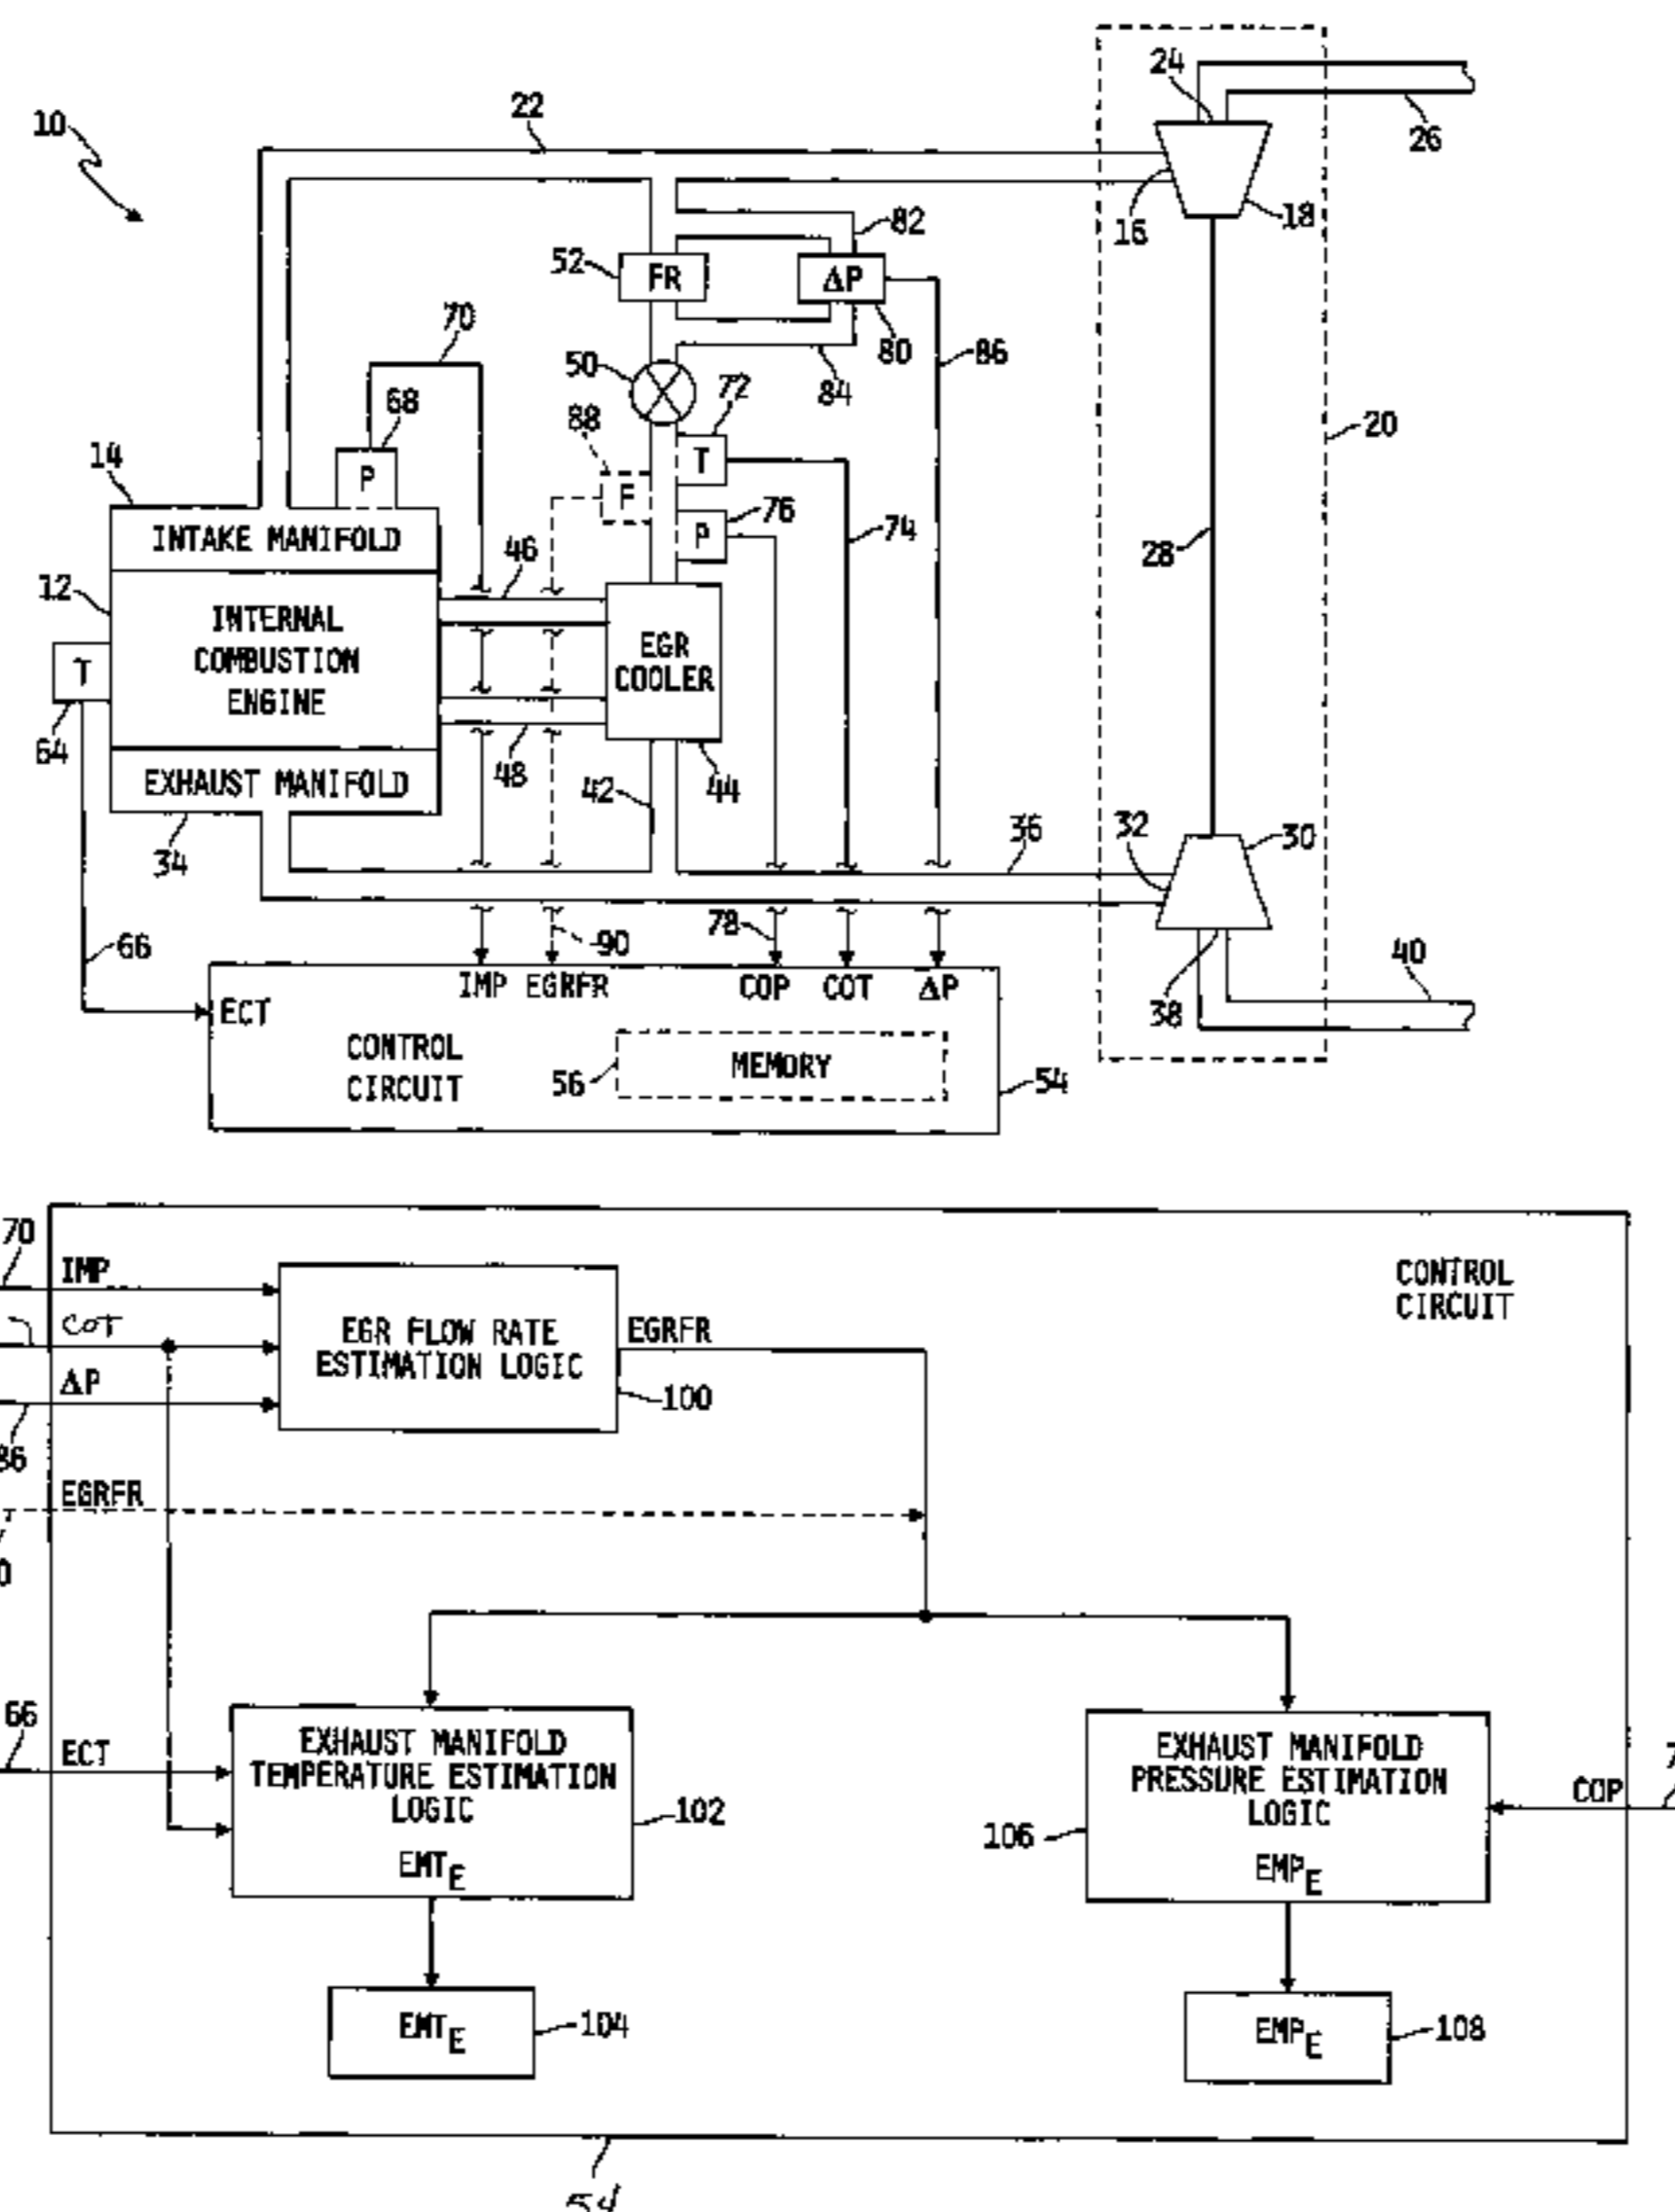 24
10
22
26
16
18
82
52
FR
ΔP
70
80
86
50
72
84
68
88
20
14
P
T
F
76
P
74
INTAKE MANIFOLD
46
28
12
INTERNAL
COMBUSTION
ENGINE
EGR
COOLER
T
64
48
42
44
EXHAUST MANIFOLD
36
32
30
34
78
66
90
40
IMP EGRFR
COP
COT
ΔP
38
ECT
CONTROL
CIRCUIT
56
MEMORY
54
70
IMP
CONTROL
CIRCUIT
COT
EGR FLOW RATE
ESTIMATION LOGIC
EGRFR
ΔP
100
86
EGRFR
66
ECT
EXHAUST MANIFOLD
TEMPERATURE ESTIMATION
LOGIC
EMTE
102
EXHAUST MANIFOLD
PRESSURE ESTIMATION
LOGIC
EMPE
106
COP
EMTE
104
EMPE
108
54